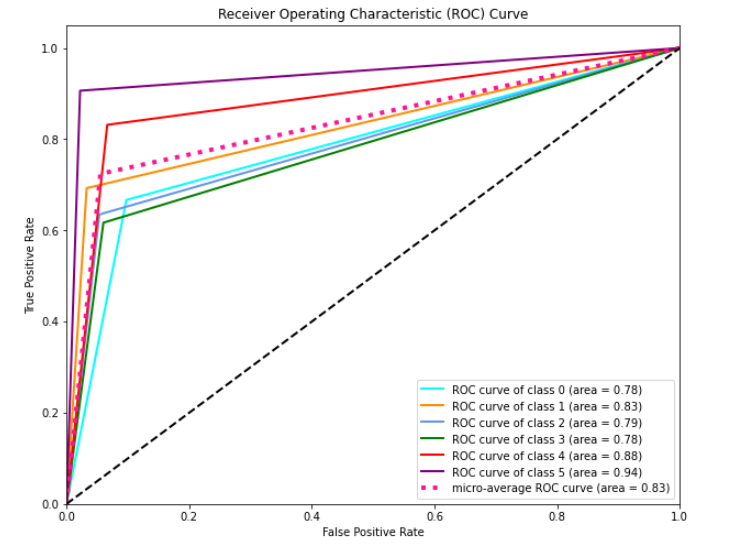 Receiver Operating Characteristic (ROC) Curve
1.0
0.8
0.6
0.4
0.2
0.0
True Positive Rate
ROC curve of class 0 (area = 0.78)
ROC curve of class 1 (area = 0.83)
ROC curve of class 2 (area = 0.79)
ROC curve of class 3 (area = 0.78)
ROC curve of class 4 (area = 0.88)
ROC curve of class 5 (area = 0.94)
micro-average ROC curve (area = 0.83)
0.0 0.2 0.4 0.6 0.8 1.0
False Positive Rate